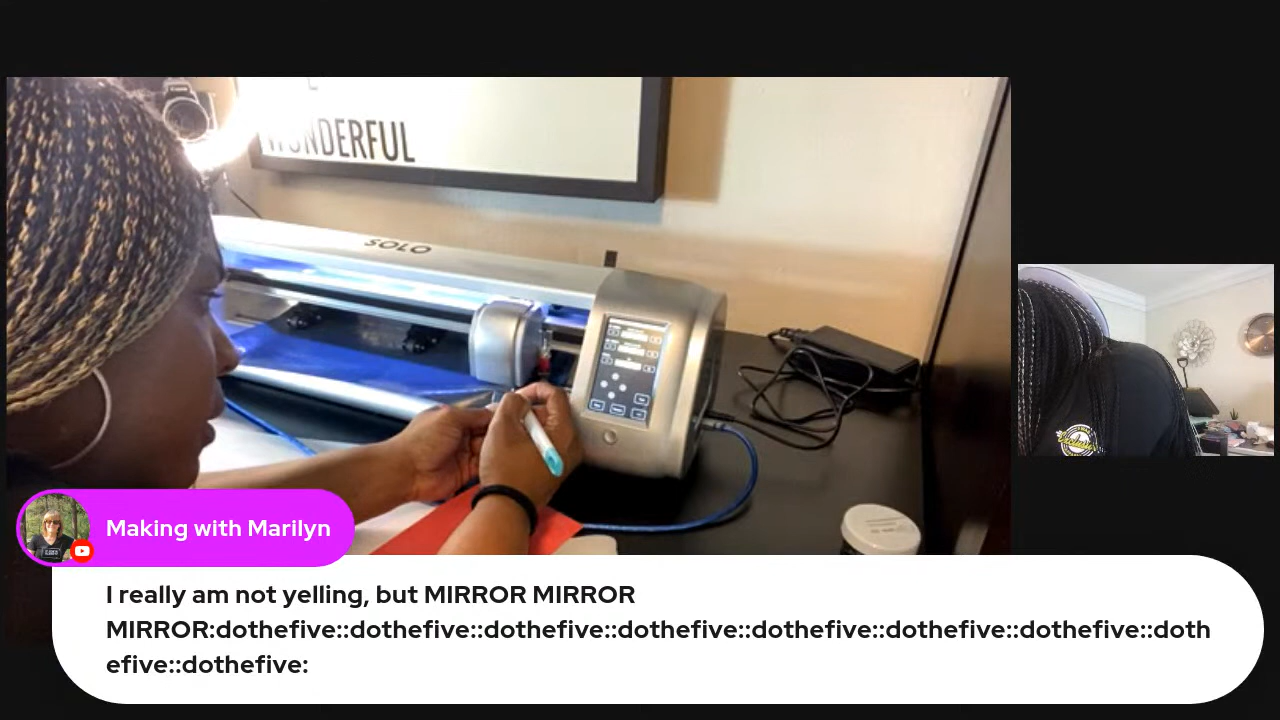 WONDERFUL
SOLO
Making with Marilyn
I really am not yelling, but MIRROR MIRROR
MIRROR:dothefive::dothefive::dothefive::dothefive::dothefive::dothefive::dothefive::doth
efive::dothefive: